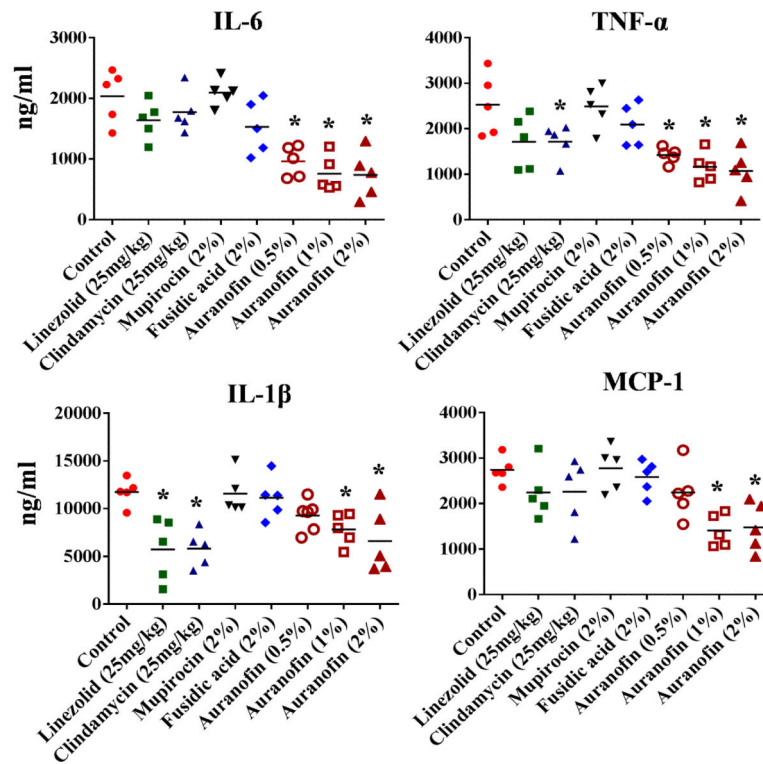 IL-6
ng/ml
3000
2000
1000
0
* * *
Control
Linezolid (25mg/kg)
Clindamycin (25mg/kg)
Mupirocin (2%)
Fusidic acid (2%)
Auranofin (0.5%)
Auranofin (1%)
Auranofin (2%)
TNF-α
4000
3000
2000
1000
0
* * * *
Control
Linezolid (25mg/kg)
Clindamycin (25mg/kg)
Mupirocin (2%)
Fusidic acid (2%)
Auranofin (0.5%)
Auranofin (1%)
Auranofin (2%)
IL-1β
ng/ml
20000
15000
10000
5000
0
* * * *
Control
Linezolid (25mg/kg)
Clindamycin (25mg/kg)
Mupirocin (2%)
Fusidic acid (2%)
Auranofin (0.5%)
Auranofin (1%)
Auranofin (2%)
MCP-1
4000
3000
2000
1000
0
* *
Control
Linezolid (25mg/kg)
Clindamycin (25mg/kg)
Mupirocin (2%)
Fusidic acid (2%)
Auranofin (0.5%)
Auranofin (1%)
Auranofin (2%)